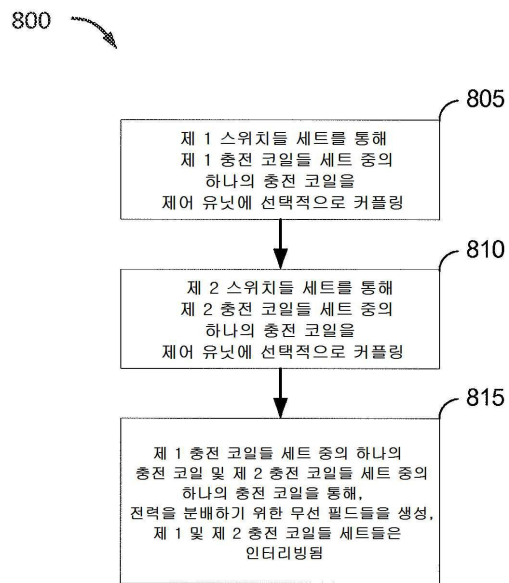 800
805
제 1 스위치들 세트를 통해
제 1 충전 코일들 세트 중의
하나의 충전 코일을
제어 유닛에 선택적으로 커플링
810
제 2 스위치들 세트를 통해
제 2 충전 코일들 세트 중의
하나의 충전 코일을
제어 유닛에 선택적으로 커플링
815
제 1 충전 코일들 세트 중의 하나의
충전 코일 및 제 2 충전 코일들 세트 중의
하나의 충전 코일을 통해,
전력을 분배하기 위한 무선 필드들을 생성,
제 1 및 제 2 충전 코일들 세트들은
인터리빙됨